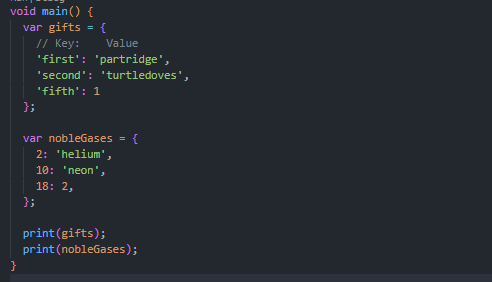 void main() {
  var gifts = {
    // Key:    Value
    'first': 'partridge',
    'second': 'turtledoves',
    'fifth': 1
  };

  var nobleGases = {
    2: 'helium',
    10: 'neon',
    18: 2,
  };

  print(gifts);
  print(nobleGases);
}